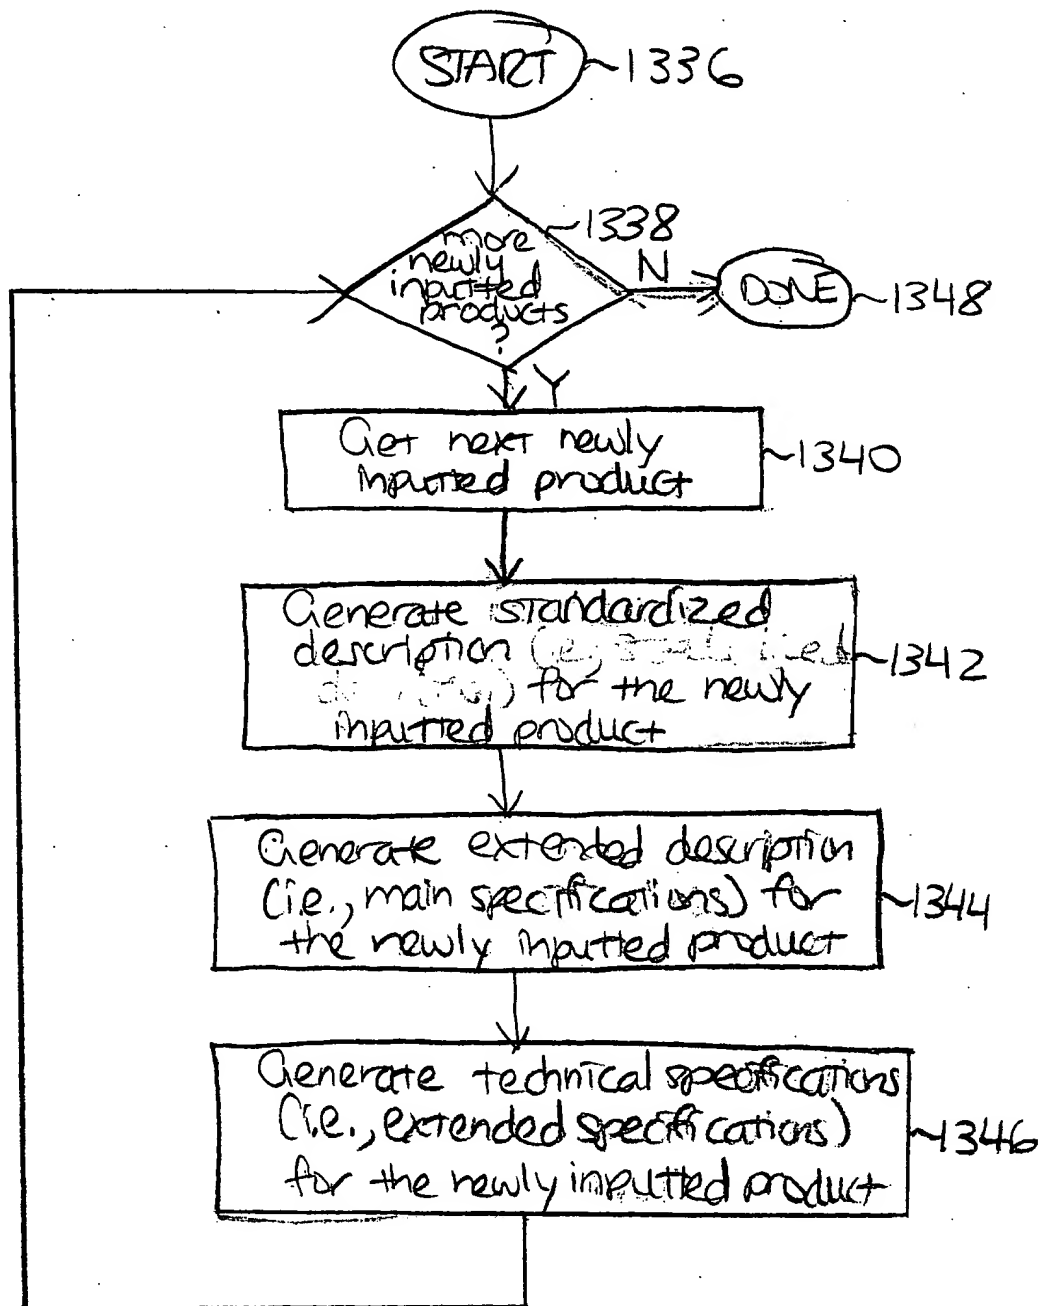 START ~1336
~1338
more
newly
inputted
products
?
N
DONE ~1348
Y
Get next newly
inputted product
~1340
Generate standardized
description (i.e.,
for the newly
inputted product
~1342
Generate extended description
(i.e., main specifications) for
the newly inputted product
~1344
Generate technical specifications
(i.e., extended specifications)
for the newly inputted product
~1346